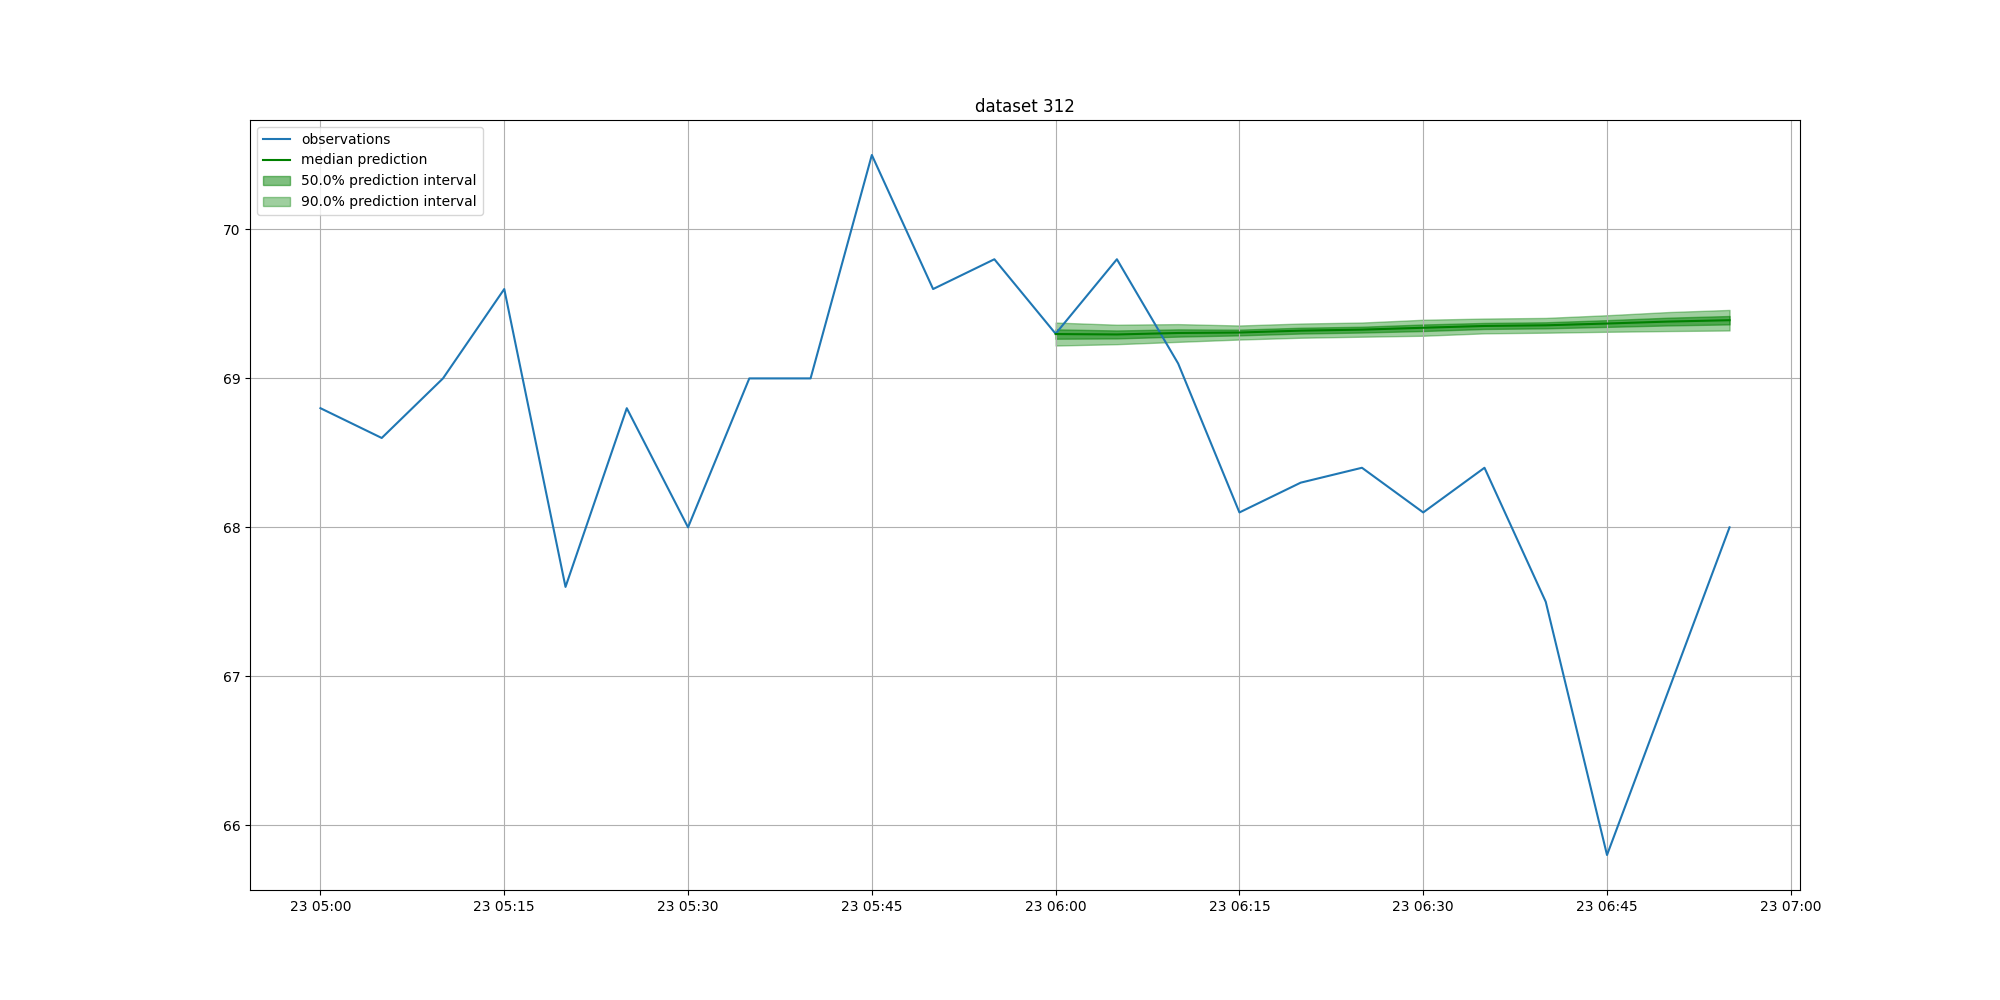 dataset 312
observations
median prediction
50.0% prediction interval
90.0% prediction interval
70
69
68
67
66
23 05:00 23 05:15 23 05:30 23 05:45 23 06:00 23 06:15 23 06:30 23 06:45 23 07:00